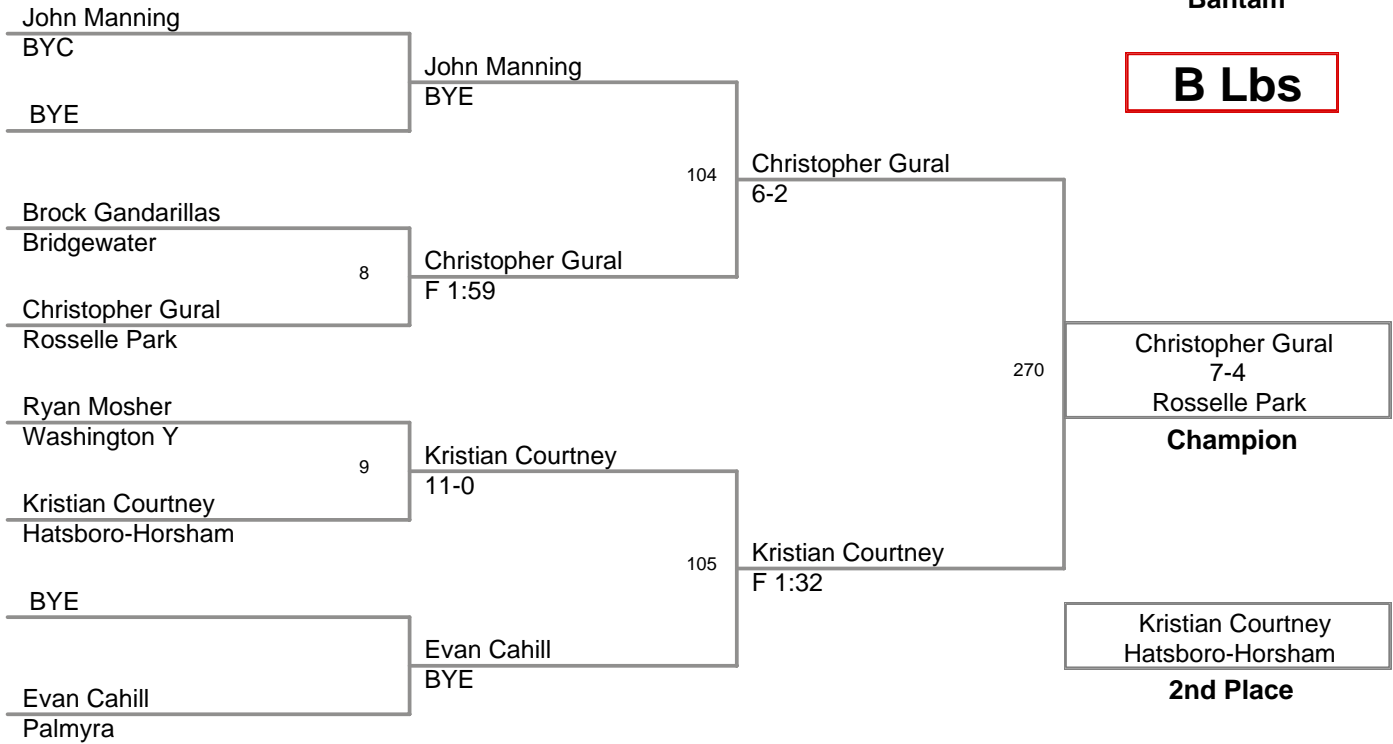 Bantam
B Lbs
John Manning
BYC
BYE
Brock Gandarillas
Bridgewater
8
Christopher Gural
Rosselle Park
Ryan Mosher
Washington Y
9
Kristian Courtney
Hatsboro-Horsham
BYE
Evan Cahill
Palmyra
John Manning
BYE
104
Christopher Gural
F 1:59
Kristian Courtney
11-0
105
Evan Cahill
BYE
Christopher Gural
6-2
270
Kristian Courtney
F 1:32
Christopher Gural
7-4
Rosselle Park
Champion
Kristian Courtney
Hatsboro-Horsham
2nd Place